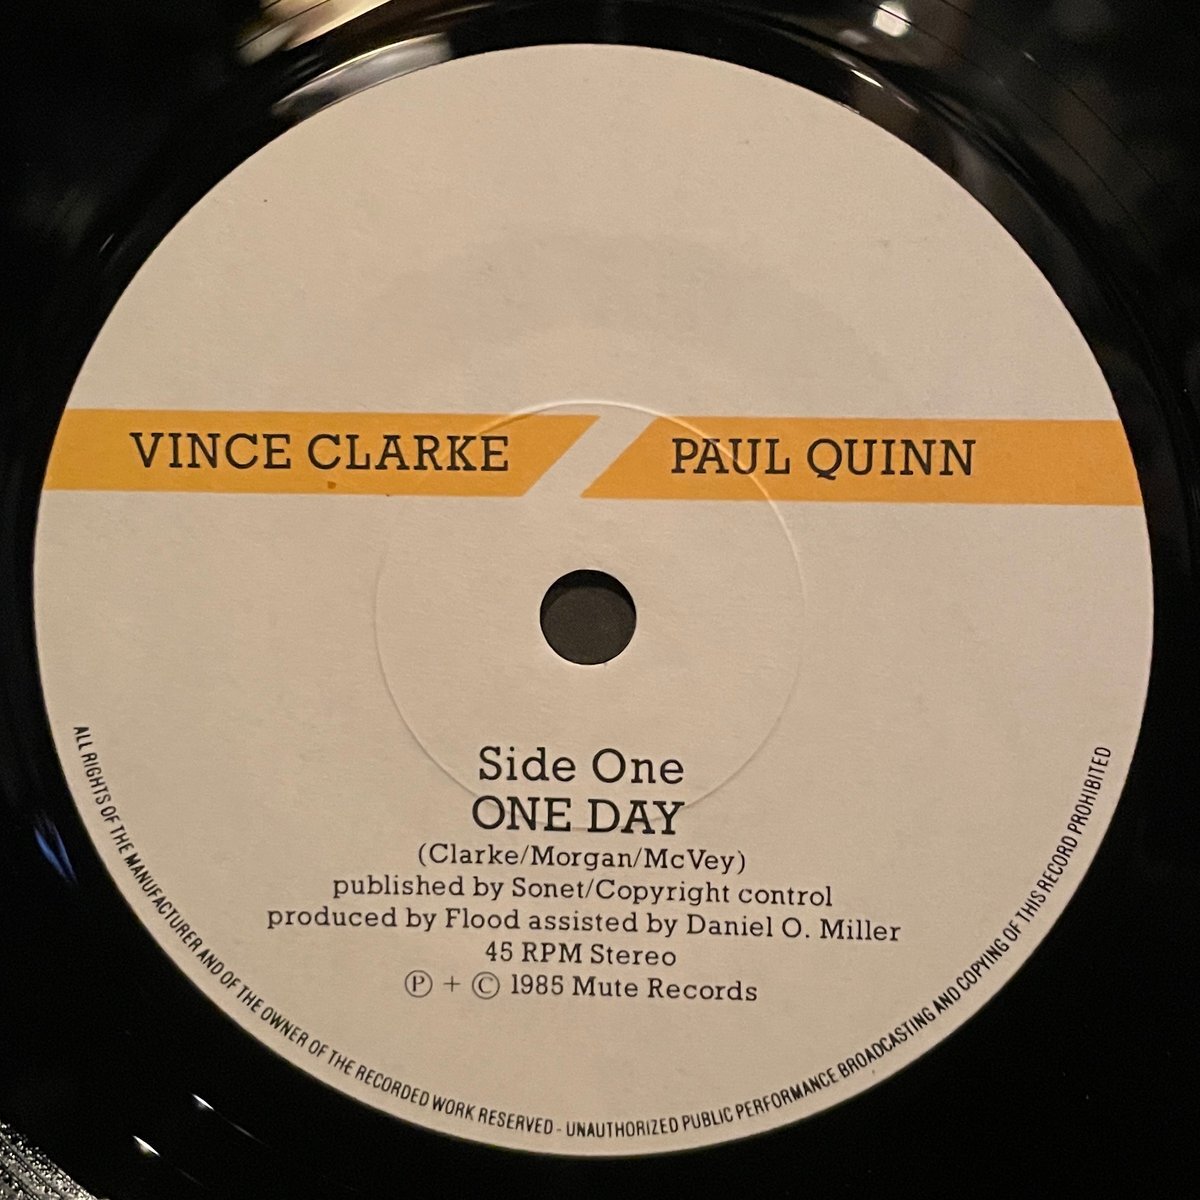 VINCE CLARKE PAUL QUINN
Side One
ONE DAY
(Clarke/Morgan/McVey)
published by Sonet/Copyright control
produced by Flood assisted by Daniel O. Miller
45 RPM Stereo
Ⓟ + © 1985 Mute Records
ALL RIGHTS OF THE MANUFACTURER AND OF THE OWNER OF THE RECORDED WORK RESERVED - UNAUTHORIZED PUBLIC PERFORMANCE BROADCASTING AND COPYING OF THIS RECORD PROHIBITED